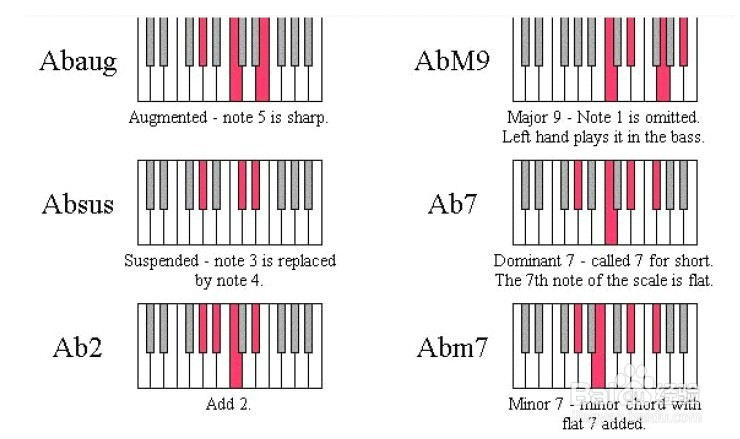 Abaug
Augmented - note 5 is sharp.
AbM9
Major 9 - Note 1 is omitted.
Left hand plays it in the bass.
Absus
Suspended - note 3 is replaced
by note 4.
Ab7
Dominant 7 - called 7 for short.
The 7th note of the scale is flat.
Ab2
Add 2.
Abm7
Minor 7 - minor chord with
flat 7 added.